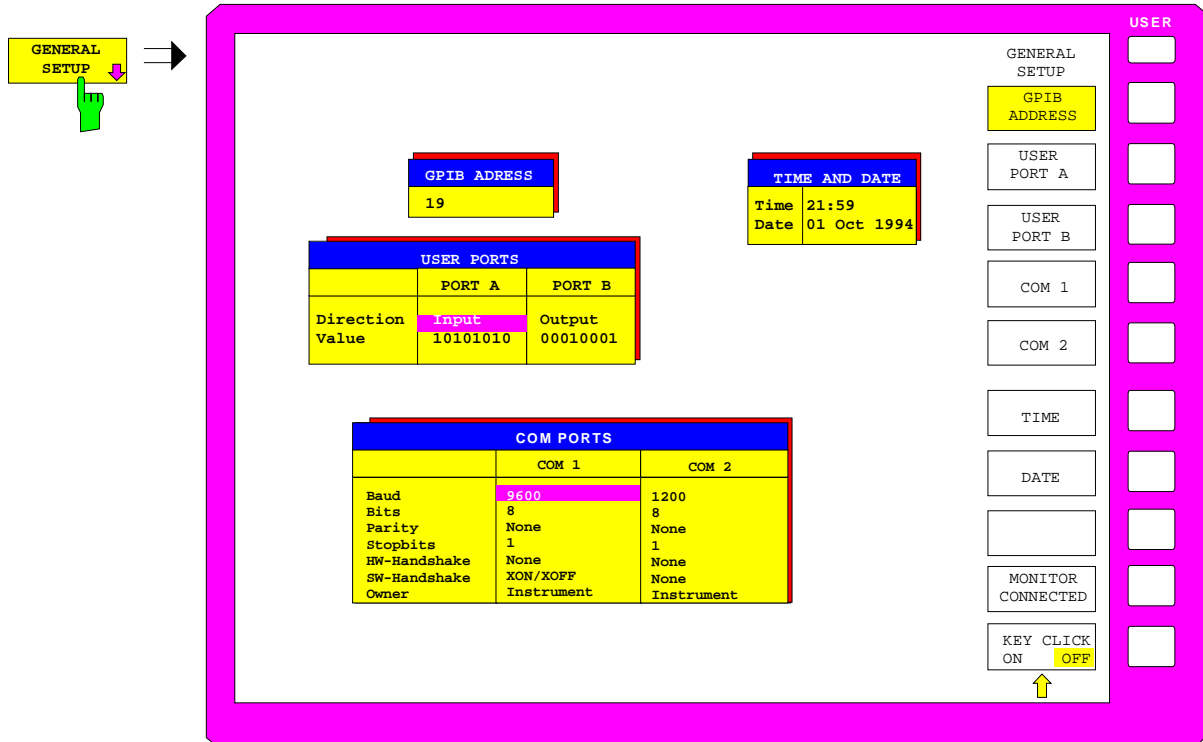 GENERAL
SETUP
USER
GPIB ADRESS
19
TIME AND DATE
Time 21:59
Date 01 Oct 1994
USER PORTS
PORT A PORT B
Direction Input Output
Value 10101010 00010001
COM PORTS
COM 1 COM 2
Baud 9600 1200
Bits 8 8
Parity None None
Stopbits 1 1
HW-Handshake None None
SW-Handshake XON/XOFF None
Owner Instrument Instrument
GENERAL
SETUP
GPIB
ADDRESS
USER
PORT A
USER
PORT B
COM 1
COM 2
TIME
DATE
MONITOR
CONNECTED
KEY CLICK
ON OFF